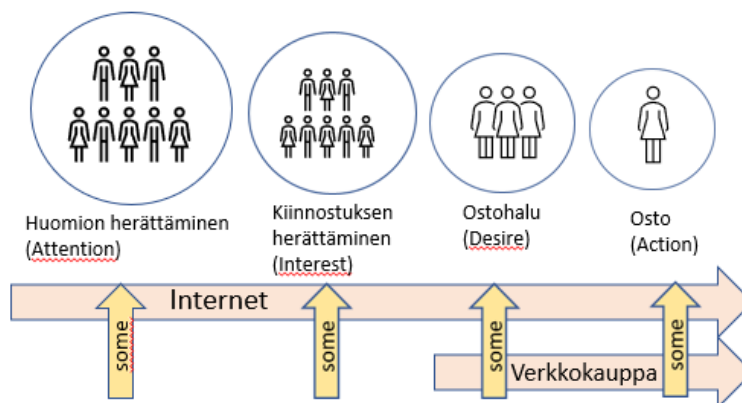 Huomion herättäminen
(Attention)
Kiinnostuksen
herättäminen
(Interest)
Ostohalu
(Desire)
Osto
(Action)
Internet
some
some
some
some
Verkkokauppa